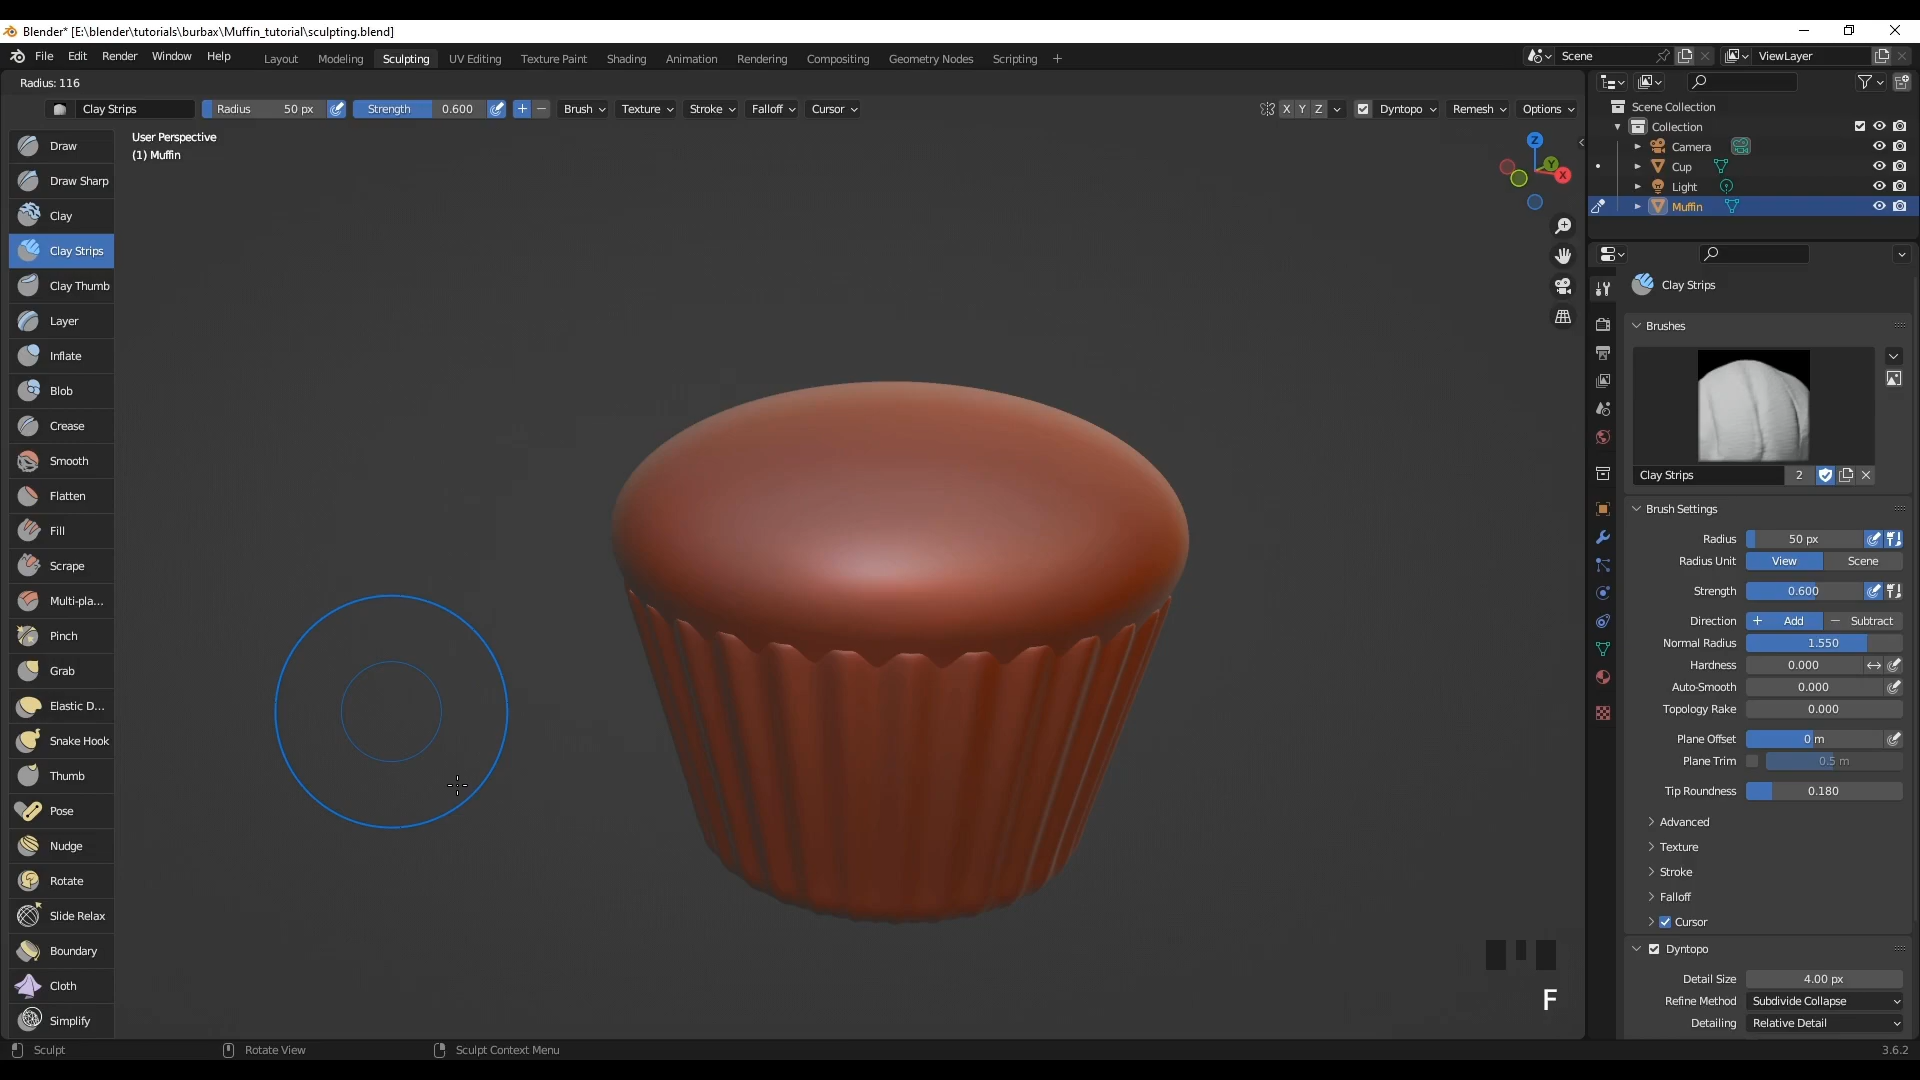 Blender* [E:\blender\tutorials\burbax\Muffin_tutorial\sculpting.blend]
File Edit Render Window Help Layout Modeling Sculpting UV Editing Texture Paint Shading Animation Rendering Compositing Geometry Nodes Scripting + Scene ViewLayer
Radius: 116
Clay Strips Radius 50 px Strength 0.600 + − Brush Texture Stroke Falloff Cursor X Y Z Dyntopo Remesh Options
User Perspective
(1) Muffin
Draw
Draw Sharp
Clay
Clay Strips
Clay Thumb
Layer
Inflate
Blob
Crease
Smooth
Flatten
Fill
Scrape
Multi-pla...
Pinch
Grab
Elastic D...
Snake Hook
Thumb
Pose
Nudge
Rotate
Slide Relax
Boundary
Cloth
Simplify
Z
Y
X
F
Scene Collection
Collection
Camera
Cup
Light
Muffin
Clay Strips
Brushes
Clay Strips 2
Brush Settings
Radius 50 px
Radius Unit View Scene
Strength 0.600
Direction + Add − Subtract
Normal Radius 1.550
Hardness 0.000
Auto-Smooth 0.000
Topology Rake 0.000
Plane Offset 0 m
Plane Trim 0.5 m
Tip Roundness 0.180
Advanced
Texture
Stroke
Falloff
Cursor
Dyntopo
Detail Size 4.00 px
Refine Method Subdivide Collapse
Detailing Relative Detail
Sculpt Rotate View Sculpt Context Menu 3.6.2